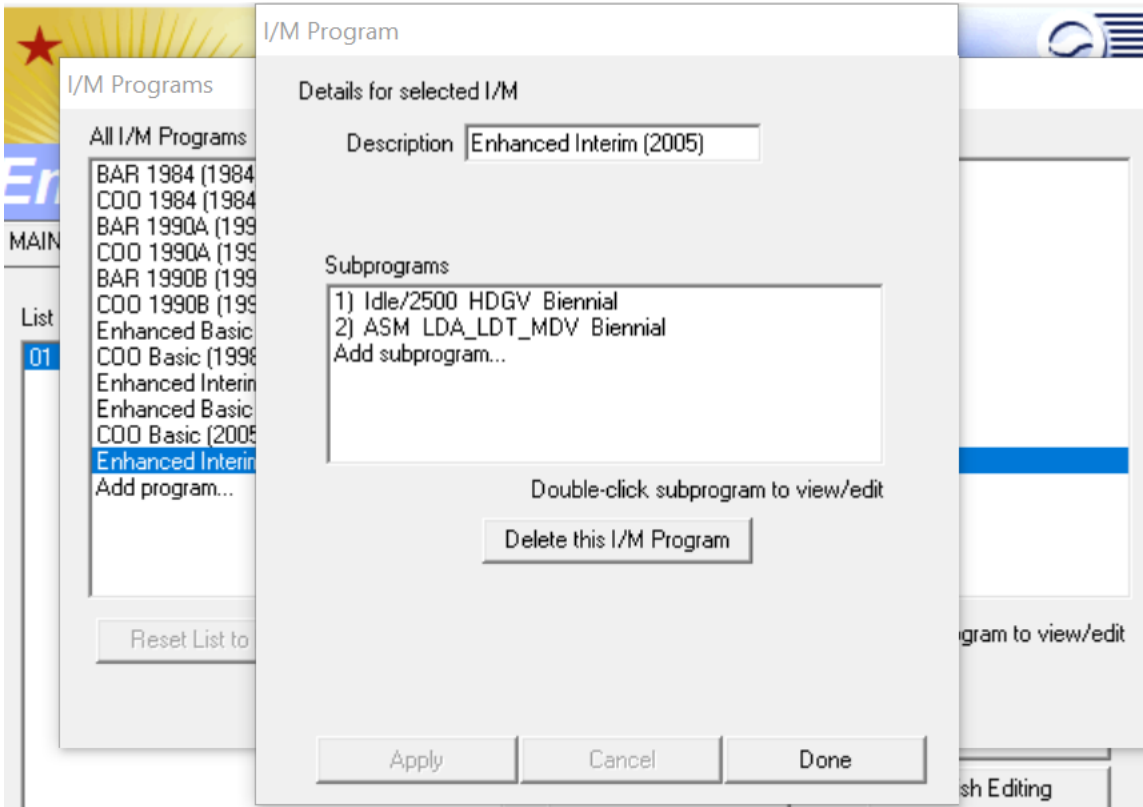 I/M Program
Details for selected I/M
Description Enhanced Interim (2005)
Subprograms
1) Idle/2500 HDGV Biennial
2) ASM LDA_LDT_MDV Biennial
Add subprogram...
Double-click subprogram to view/edit
Delete this I/M Program
Apply
Cancel
Done
I/M Programs
All I/M Programs
BAR 1984 (1984
COO 1984 (1984
BAR 1990A (199
COO 1990A (199
BAR 1990B (199
COO 1990B (199
Enhanced Basic
COO Basic (1998
Enhanced Interim
Enhanced Basic
COO Basic (2005
Enhanced Interim
Add program...
Reset List to
gram to view/edit
MAIN
List
01
sh Editing